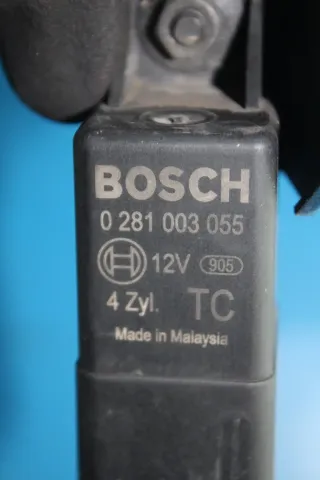 BOSCH
0 281 003 055
12V 905
4 Zyl. TC
Made in Malaysia